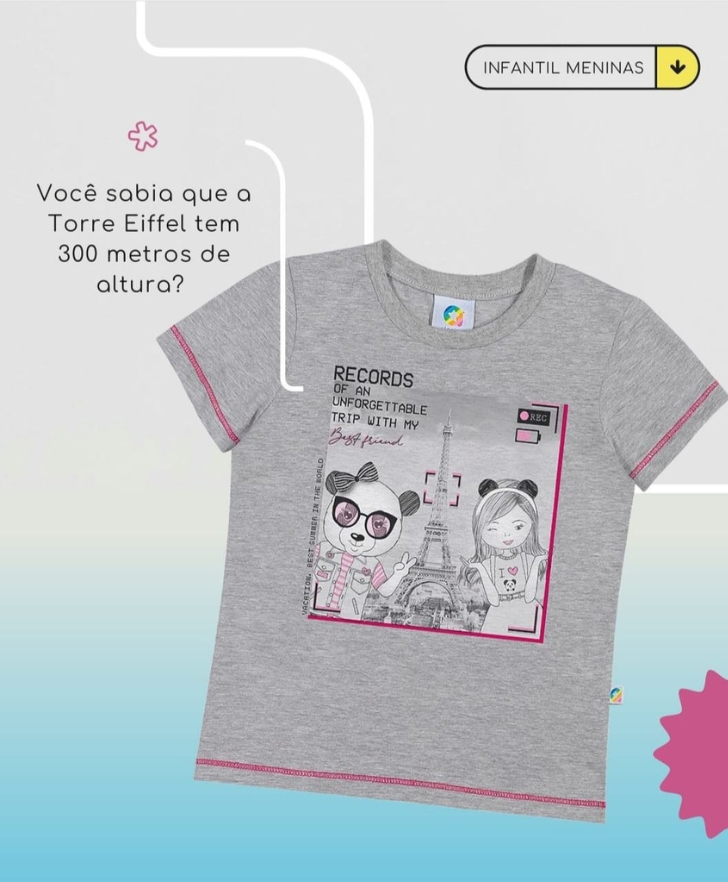 INFANTIL MENINAS
Você sabia que a
Torre Eiffel tem
300 metros de
altura?
RECORDS
OF AN
UNFORGETTABLE
TRIP WITH MY
Best friend
REC
VACATION. BEST SUMMER IN THE WORLD
I